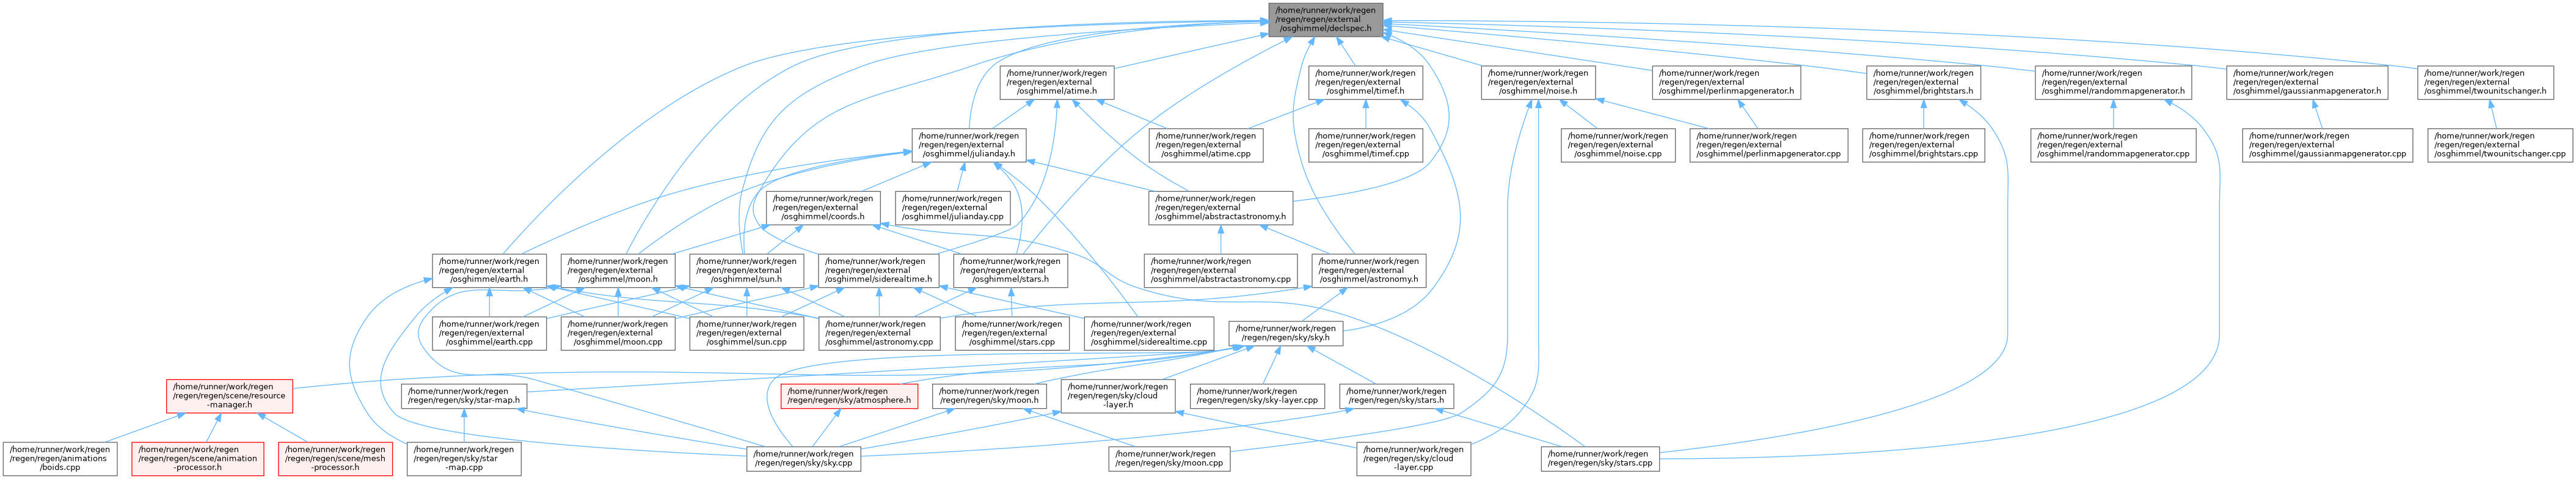 /home/runner/work/regen
/regen/regen/external
/osghimmel/declspec.h
/home/runner/work/regen
/regen/regen/external
/osghimmel/atime.h
/home/runner/work/regen
/regen/regen/external
/osghimmel/timef.h
/home/runner/work/regen
/regen/regen/external
/osghimmel/noise.h
/home/runner/work/regen
/regen/regen/external
/osghimmel/perlinmapgenerator.h
/home/runner/work/regen
/regen/regen/external
/osghimmel/brightstars.h
/home/runner/work/regen
/regen/regen/external
/osghimmel/randommapgenerator.h
/home/runner/work/regen
/regen/regen/external
/osghimmel/gaussianmapgenerator.h
/home/runner/work/regen
/regen/regen/external
/osghimmel/twounitschanger.h
/home/runner/work/regen
/regen/regen/external
/osghimmel/julianday.h
/home/runner/work/regen
/regen/regen/external
/osghimmel/atime.cpp
/home/runner/work/regen
/regen/regen/external
/osghimmel/timef.cpp
/home/runner/work/regen
/regen/regen/external
/osghimmel/noise.cpp
/home/runner/work/regen
/regen/regen/external
/osghimmel/perlinmapgenerator.cpp
/home/runner/work/regen
/regen/regen/external
/osghimmel/brightstars.cpp
/home/runner/work/regen
/regen/regen/external
/osghimmel/randommapgenerator.cpp
/home/runner/work/regen
/regen/regen/external
/osghimmel/gaussianmapgenerator.cpp
/home/runner/work/regen
/regen/regen/external
/osghimmel/twounitschanger.cpp
/home/runner/work/regen
/regen/regen/external
/osghimmel/coords.h
/home/runner/work/regen
/regen/regen/external
/osghimmel/julianday.cpp
/home/runner/work/regen
/regen/regen/external
/osghimmel/abstractastronomy.h
/home/runner/work/regen
/regen/regen/external
/osghimmel/earth.h
/home/runner/work/regen
/regen/regen/external
/osghimmel/moon.h
/home/runner/work/regen
/regen/regen/external
/osghimmel/sun.h
/home/runner/work/regen
/regen/regen/external
/osghimmel/siderealtime.h
/home/runner/work/regen
/regen/regen/external
/osghimmel/stars.h
/home/runner/work/regen
/regen/regen/external
/osghimmel/abstractastronomy.cpp
/home/runner/work/regen
/regen/regen/external
/osghimmel/astronomy.h
/home/runner/work/regen
/regen/regen/external
/osghimmel/earth.cpp
/home/runner/work/regen
/regen/regen/external
/osghimmel/moon.cpp
/home/runner/work/regen
/regen/regen/external
/osghimmel/sun.cpp
/home/runner/work/regen
/regen/regen/external
/osghimmel/astronomy.cpp
/home/runner/work/regen
/regen/regen/external
/osghimmel/stars.cpp
/home/runner/work/regen
/regen/regen/external
/osghimmel/siderealtime.cpp
/home/runner/work/regen
/regen/regen/sky/sky.h
/home/runner/work/regen
/regen/regen/scene/resource
-manager.h
/home/runner/work/regen
/regen/regen/sky/star-map.h
/home/runner/work/regen
/regen/regen/sky/atmosphere.h
/home/runner/work/regen
/regen/regen/sky/moon.h
/home/runner/work/regen
/regen/regen/sky/cloud
-layer.h
/home/runner/work/regen
/regen/regen/sky/sky-layer.cpp
/home/runner/work/regen
/regen/regen/sky/stars.h
/home/runner/work/regen
/regen/regen/animations
/boids.cpp
/home/runner/work/regen
/regen/regen/scene/animation
-processor.h
/home/runner/work/regen
/regen/regen/scene/mesh
-processor.h
/home/runner/work/regen
/regen/regen/sky/star
-map.cpp
/home/runner/work/regen
/regen/regen/sky/sky.cpp
/home/runner/work/regen
/regen/regen/sky/moon.cpp
/home/runner/work/regen
/regen/regen/sky/cloud
-layer.cpp
/home/runner/work/regen
/regen/regen/sky/stars.cpp